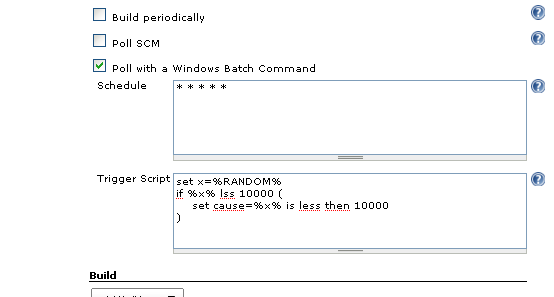 Build periodically
Poll SCM
Poll with a Windows Batch Command
Schedule
* * * * *
Trigger Script
set x=%RANDOM%
if %x% lss 10000 (
set cause=%x% is less then 10000
)
Build